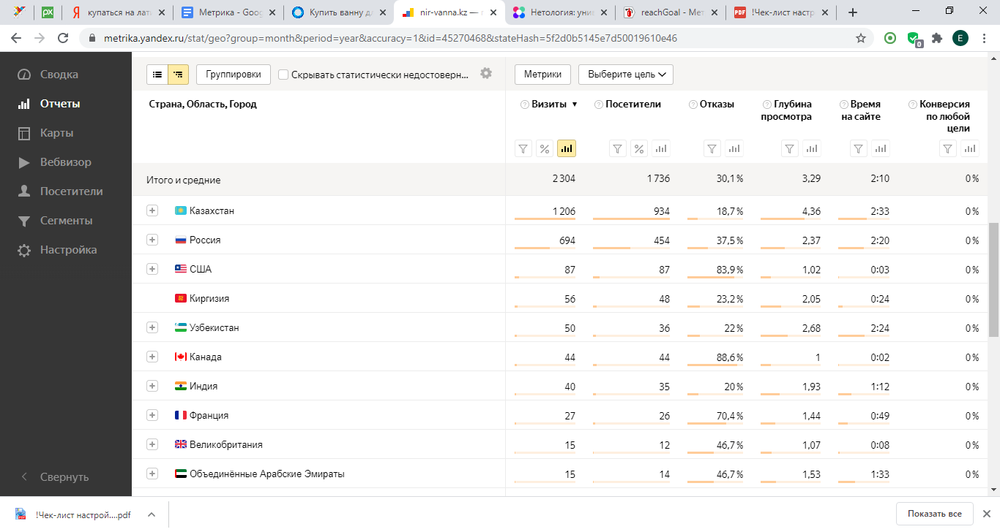 купаться на лати
Метрика - Goog
Купить ванну дл
nir-vanna.kz — г
Нетология: уни
reachGoal - Мет
!Чек-лист настр
metrika.yandex.ru/stat/geo?group=month&period=year&accuracy=1&id=45270468&stateHash=5f2d0b5145e7d50019610e46
0
E
Сводка
Отчеты
Карты
Вебвизор
Посетители
Сегменты
Настройка
Свернуть
Группировки
Скрывать статистически недостоверн...
Метрики
Выберите цель
Страна, Область, Город
Визиты ▼
Посетители
Отказы
Глубина просмотра
Время на сайте
Конверсия по любой цели
% %
Итого и средние 2 304 1 736 30,1 % 3,29 2:10 0 %
+ Казахстан 1 206 934 18,7 % 4,36 2:33 0 %
+ Россия 694 454 37,5 % 2,37 2:20 0 %
+ США 87 87 83,9 % 1,02 0:03 0 %
Киргизия 56 48 23,2 % 2,05 0:24 0 %
+ Узбекистан 50 36 22 % 2,68 2:24 0 %
+ Канада 44 44 88,6 % 1 0:02 0 %
+ Индия 40 35 20 % 1,93 1:12 0 %
+ Франция 27 26 70,4 % 1,44 0:49 0 %
+ Великобритания 15 12 46,7 % 1,07 0:08 0 %
+ Объединённые Арабские Эмираты 15 14 46,7 % 1,53 1:33 0 %
!Чек-лист настрой....pdf
Показать все